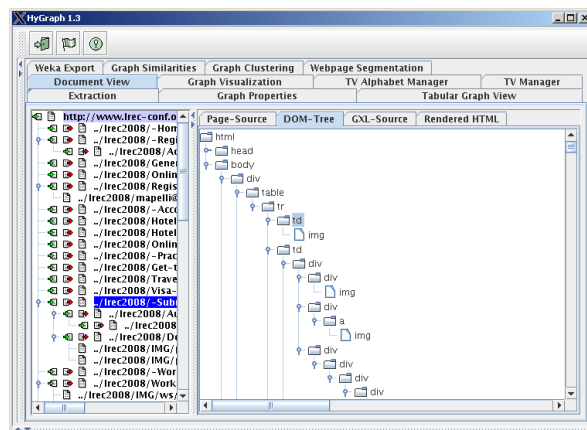 HyGraph 1.3
Weka Export Graph Similarities Graph Clustering Webpage Segmentation
Document View Graph Visualization TV Alphabet Manager TV Manager
Extraction Graph Properties Tabular Graph View
http://www.lrec-conf.o
../lrec2008/-Hon
../lrec2008/-Regi
../lrec2008/Ac
../lrec2008/Gener
../lrec2008/Onlin
../lrec2008/Regis
../lrec2008/mapelli@
../lrec2008/-Acco
../lrec2008/Hotel
../lrec2008/Hotel
../lrec2008/Onlin
../lrec2008/-Prac
../lrec2008/Get-t
../lrec2008/Trave
../lrec2008/Visa-
../lrec2008/-Subr
../lrec2008/Au
../lrec2008
../lrec2008/De
../lrec2008/IMG/
../lrec2008/IMG/
../lrec2008/-Wor
../lrec2008/Work
../lrec2008/IMG/ws/
Page-Source DOM-Tree GXL-Source Rendered HTML
html
head
body
div
table
tr
td
img
td
div
div
img
div
a
img
div
div
div
div